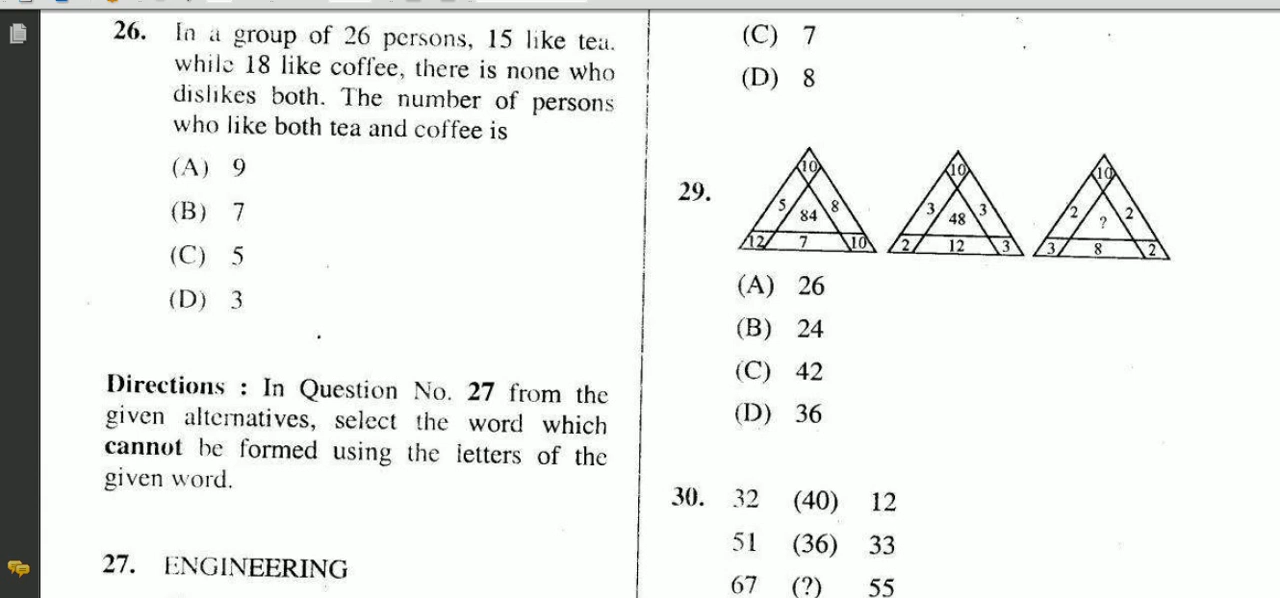 26. In a group of 26 persons, 15 like tea.
while 18 like coffee, there is none who
dislikes both. The number of persons
who like both tea and coffee is
(A) 9
(B) 7
(C) 5
(D) 3
Directions : In Question No. 27 from the
given alternatives, select the word which
cannot be formed using the letters of the
given word.
27. ENGINEERING
(C) 7
(D) 8
29.
10 5 8 84 12 7 10
10 3 3 48 2 12 3
10 2 2 ? 3 8 2
(A) 26
(B) 24
(C) 42
(D) 36
30. 32 (40) 12
51 (36) 33
67 (?) 55